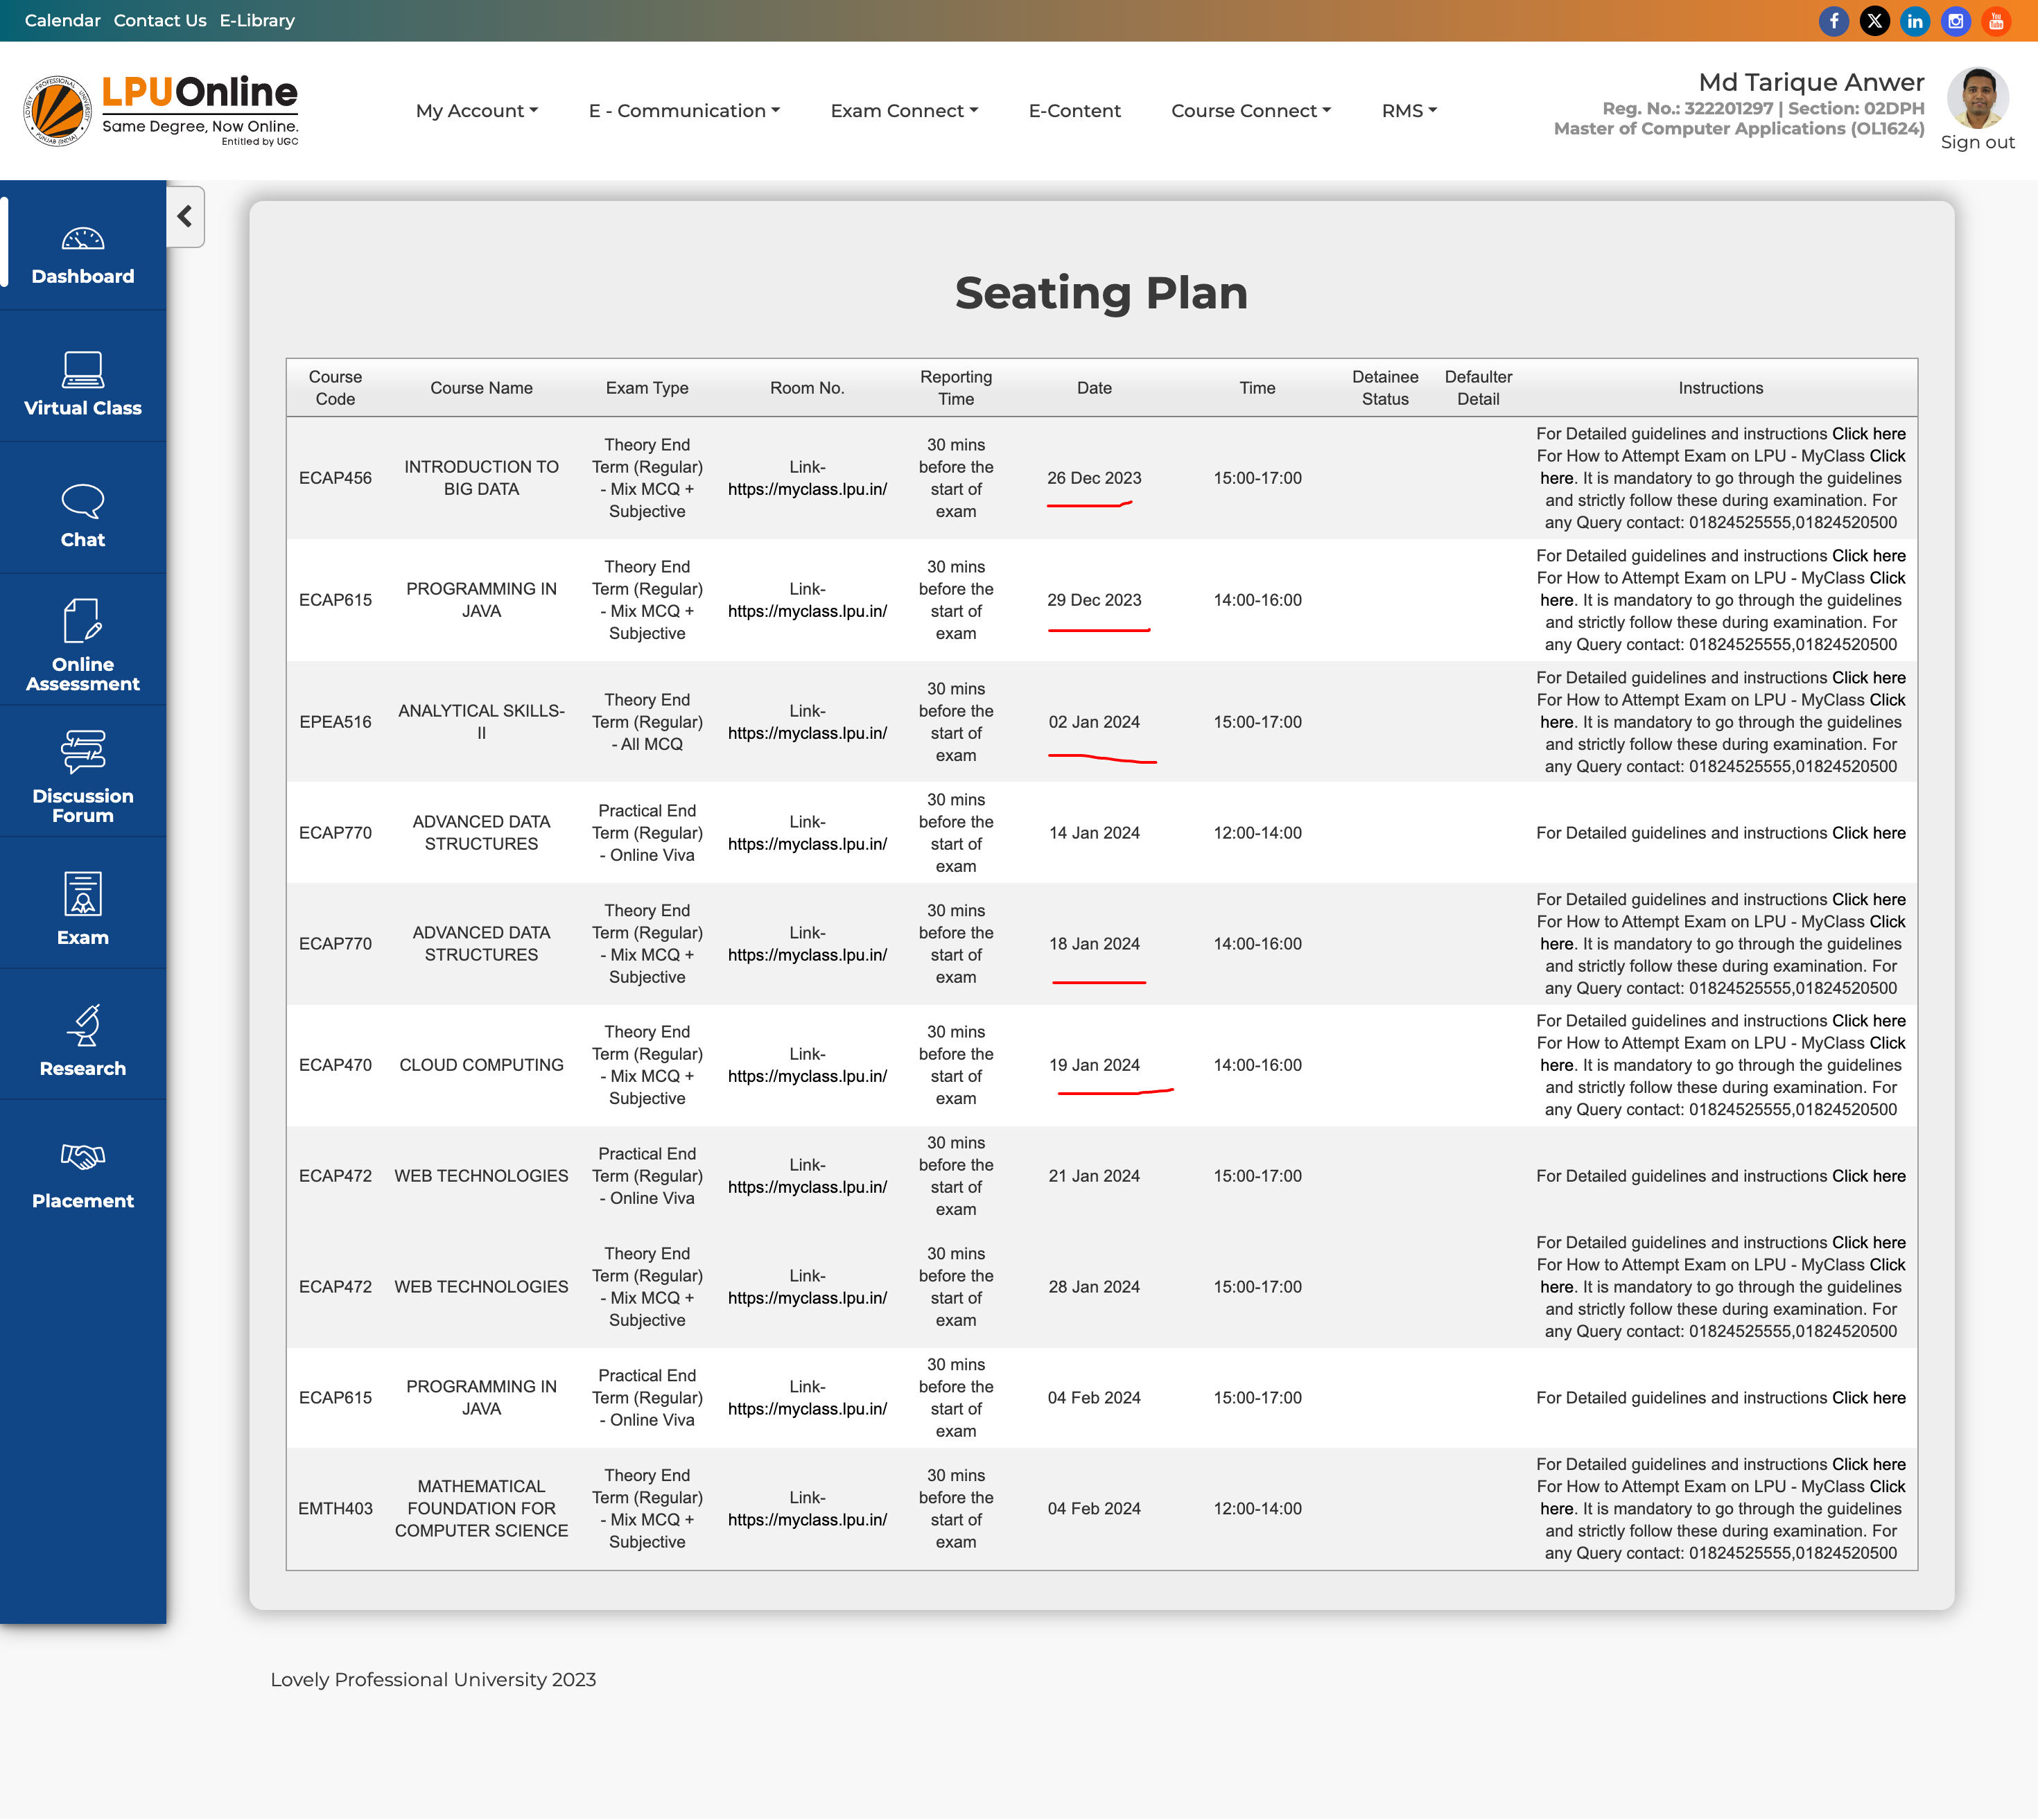 Calendar Contact Us E-Library
LPUOnline
Same Degree, Now Online.
Entitled by UGC
LOVELY PROFESSIONAL UNIVERSITY
PUNJAB (INDIA)
My Account E - Communication Exam Connect E-Content Course Connect RMS
Md Tarique Anwer
Reg. No.: 322201297 | Section: 02DPH
Master of Computer Applications (OL1624)
Sign out
Dashboard
Virtual Class
Chat
Online
Assessment
Discussion
Forum
Exam
Research
Placement
Seating Plan
Course Code Course Name Exam Type Room No. Reporting Time Date Time Detainee Status Defaulter Detail Instructions
ECAP456 INTRODUCTION TO BIG DATA Theory End Term (Regular) - Mix MCQ + Subjective Link- https://myclass.lpu.in/ 30 mins before the start of exam 26 Dec 2023 15:00-17:00 For Detailed guidelines and instructions Click here For How to Attempt Exam on LPU - MyClass Click here. It is mandatory to go through the guidelines and strictly follow these during examination. For any Query contact: 01824525555,01824520500
ECAP615 PROGRAMMING IN JAVA Theory End Term (Regular) - Mix MCQ + Subjective Link- https://myclass.lpu.in/ 30 mins before the start of exam 29 Dec 2023 14:00-16:00 For Detailed guidelines and instructions Click here For How to Attempt Exam on LPU - MyClass Click here. It is mandatory to go through the guidelines and strictly follow these during examination. For any Query contact: 01824525555,01824520500
EPEA516 ANALYTICAL SKILLS-II Theory End Term (Regular) - All MCQ Link- https://myclass.lpu.in/ 30 mins before the start of exam 02 Jan 2024 15:00-17:00 For Detailed guidelines and instructions Click here For How to Attempt Exam on LPU - MyClass Click here. It is mandatory to go through the guidelines and strictly follow these during examination. For any Query contact: 01824525555,01824520500
ECAP770 ADVANCED DATA STRUCTURES Practical End Term (Regular) - Online Viva Link- https://myclass.lpu.in/ 30 mins before the start of exam 14 Jan 2024 12:00-14:00 For Detailed guidelines and instructions Click here
ECAP770 ADVANCED DATA STRUCTURES Theory End Term (Regular) - Mix MCQ + Subjective Link- https://myclass.lpu.in/ 30 mins before the start of exam 18 Jan 2024 14:00-16:00 For Detailed guidelines and instructions Click here For How to Attempt Exam on LPU - MyClass Click here. It is mandatory to go through the guidelines and strictly follow these during examination. For any Query contact: 01824525555,01824520500
ECAP470 CLOUD COMPUTING Theory End Term (Regular) - Mix MCQ + Subjective Link- https://myclass.lpu.in/ 30 mins before the start of exam 19 Jan 2024 14:00-16:00 For Detailed guidelines and instructions Click here For How to Attempt Exam on LPU - MyClass Click here. It is mandatory to go through the guidelines and strictly follow these during examination. For any Query contact: 01824525555,01824520500
ECAP472 WEB TECHNOLOGIES Practical End Term (Regular) - Online Viva Link- https://myclass.lpu.in/ 30 mins before the start of exam 21 Jan 2024 15:00-17:00 For Detailed guidelines and instructions Click here
ECAP472 WEB TECHNOLOGIES Theory End Term (Regular) - Mix MCQ + Subjective Link- https://myclass.lpu.in/ 30 mins before the start of exam 28 Jan 2024 15:00-17:00 For Detailed guidelines and instructions Click here For How to Attempt Exam on LPU - MyClass Click here. It is mandatory to go through the guidelines and strictly follow these during examination. For any Query contact: 01824525555,01824520500
ECAP615 PROGRAMMING IN JAVA Practical End Term (Regular) - Online Viva Link- https://myclass.lpu.in/ 30 mins before the start of exam 04 Feb 2024 15:00-17:00 For Detailed guidelines and instructions Click here
EMTH403 MATHEMATICAL FOUNDATION FOR COMPUTER SCIENCE Theory End Term (Regular) - Mix MCQ + Subjective Link- https://myclass.lpu.in/ 30 mins before the start of exam 04 Feb 2024 12:00-14:00 For Detailed guidelines and instructions Click here For How to Attempt Exam on LPU - MyClass Click here. It is mandatory to go through the guidelines and strictly follow these during examination. For any Query contact: 01824525555,01824520500
Lovely Professional University 2023